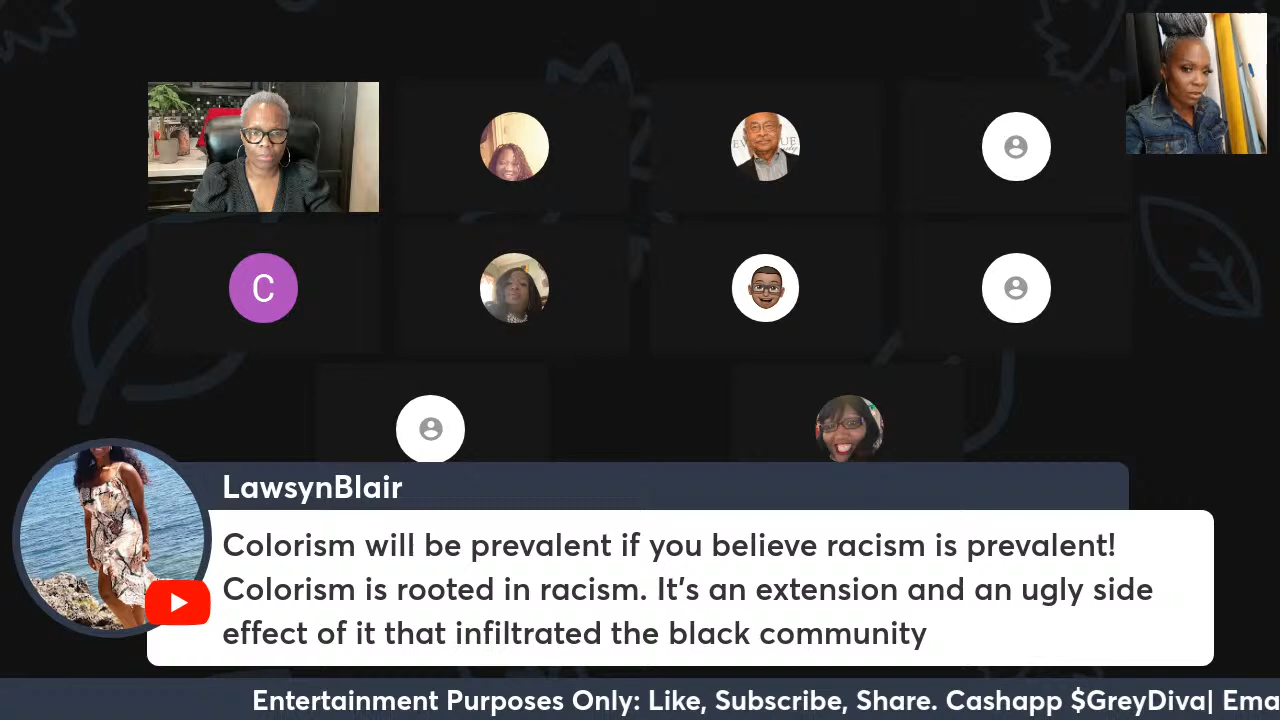 C
LawsynBlair
Colorism will be prevalent if you believe racism is prevalent!
Colorism is rooted in racism. It's an extension and an ugly side
effect of it that infiltrated the black community
Entertainment Purposes Only: Like, Subscribe, Share. Cashapp $GreyDiva| Ema